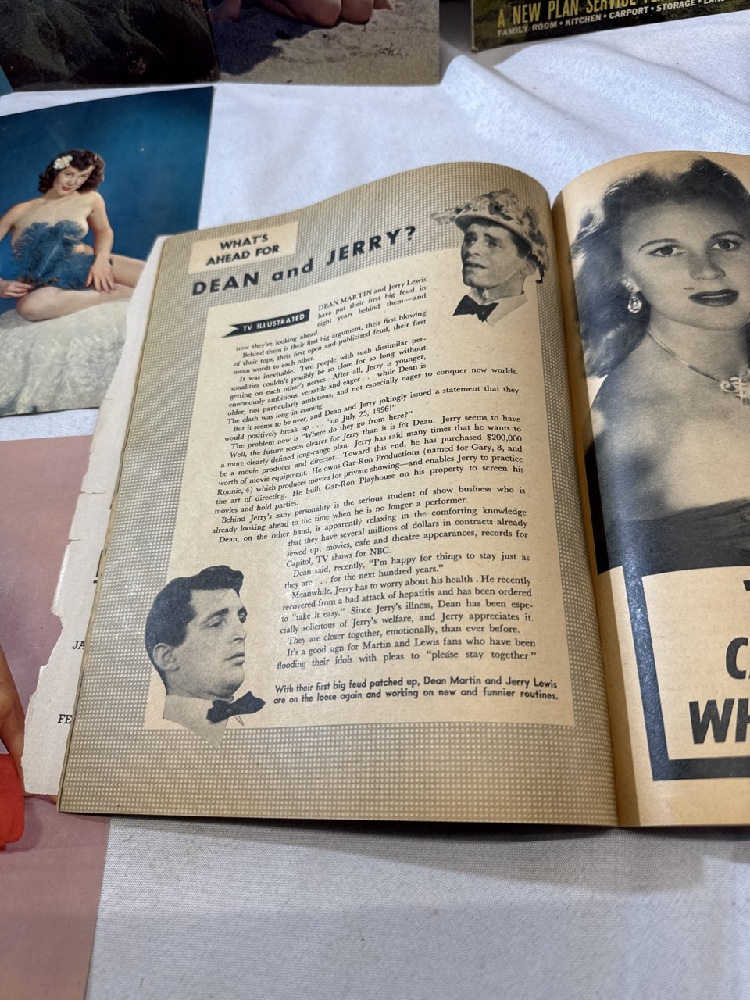 A NEW PLAN SERVICE
FAMILY ROOM • KITCHEN • CARPORT • STORAGE •
WHAT'S
AHEAD FOR
DEAN and JERRY?
TV ILLUSTRATED
DEAN MARTIN and Jerry Lewis
have put their first big feud in
eight years behind them—and
now they're looking ahead.
Behind them is their first big argument, their first blowing
of their tops, their first open and publicized feud, their first
mean words to each other.
It was inevitable. Two people with such dissimilar per-
sonalities couldn't possibly be so close for so long without
getting on each other's nerves. After all, Jerry is younger,
enormously ambitious, versatile and eager . . . while Dean is
older, not particularly ambitious, and not especially eager to conquer new worlds.
The clash was long in coming.
But it seems to be over, and Dean and Jerry jokingly issued a statement that they
would positively break up . . . "on July 25, 1996!"
The problem now is "Where do they go from here?"
Well, the future seems clearer for Jerry than it is for Dean. Jerry seems to have
a more clearly defined long-range plan. Jerry has said many times that he wants to
be a movie producer and director. Toward this end, he has purchased $200,000
worth of movie equipment. He owns Gar-Ron Productions (named for Gary, 8, and
Ronnie, 4) which produces movies for private showing—and enables Jerry to practice
the art of directing. He built Gar-Ron Playhouse on his property to screen his
movies and hold parties.
Behind Jerry's zany personality is the serious student of show business who is
already looking ahead to the time when he is no longer a performer.
Dean, on the other hand, is apparently relaxing in the comforting knowledge
that they have several millions of dollars in contracts already
sewed up: movies, cafe and theatre appearances, records for
Capitol, TV shows for NBC.
Dean said, recently, "I'm happy for things to stay just as
they are . . . for the next hundred years."
Meanwhile, Jerry has to worry about his health. He recently
recovered from a bad attack of hepatitis and has been ordered
to "take it easy." Since Jerry's illness, Dean has been espe-
cially solicitous of Jerry's welfare, and Jerry appreciates it.
They are closer together, emotionally, than ever before.
It's a good sign for Martin and Lewis fans who have been
flooding their idols with pleas to "please stay together."
With their first big feud patched up, Dean Martin and Jerry Lewis
are on the loose again and working on new and funnier routines.
JA
FE
C
WH